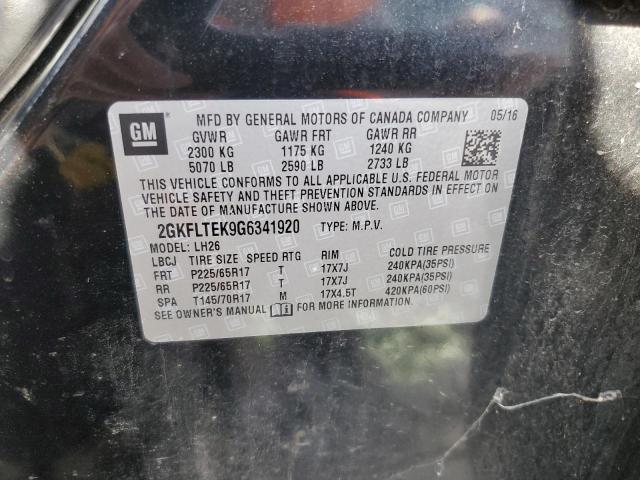 GM
MFD BY GENERAL MOTORS OF CANADA COMPANY 05/16
GVWR GAWR FRT GAWR RR
2300 KG 1175 KG 1240 KG
5070 LB 2590 LB 2733 LB
THIS VEHICLE CONFORMS TO ALL APPLICABLE U.S. FEDERAL MOTOR
VEHICLE SAFETY AND THEFT PREVENTION STANDARDS IN EFFECT ON THE
DATE OF MANUFACTURE SHOWN ABOVE.
2GKFLTEK9G6341920 TYPE: M.P.V.
MODEL: LH26
LBCJ TIRE SIZE SPEED RTG RIM COLD TIRE PRESSURE
FRT P225/65R17 T 17X7J 240KPA(35PSI)
RR P225/65R17 T 17X7J 240KPA(35PSI)
SPA T145/70R17 M 17X4.5T 420KPA(60PSI)
SEE OWNER'S MANUAL FOR MORE INFORMATION.